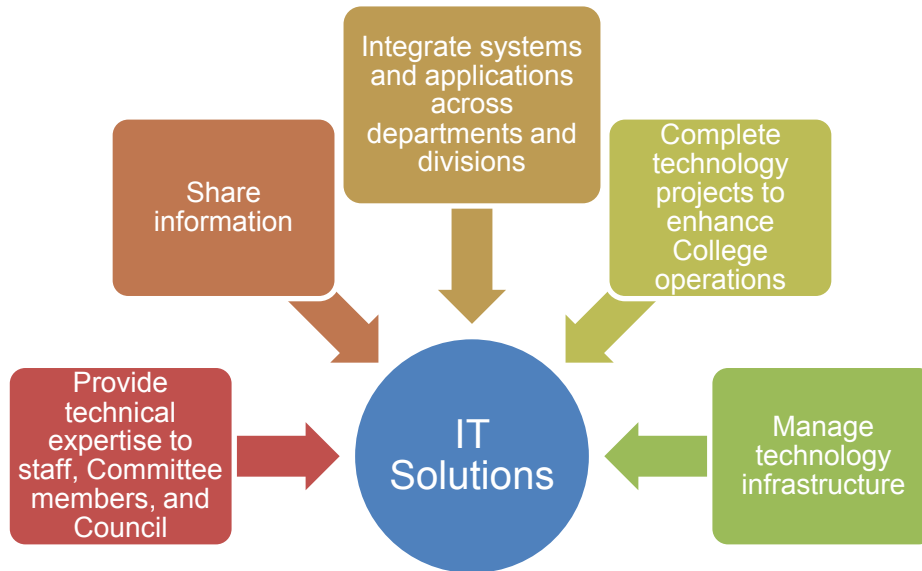 Integrate systems
and applications
across
departments and
divisions
Share
information
Complete
technology
projects to
enhance
College
operations
Provide
technical
expertise to
staff, Committee
members, and
Council
IT
Solutions
Manage
technology
infrastructure